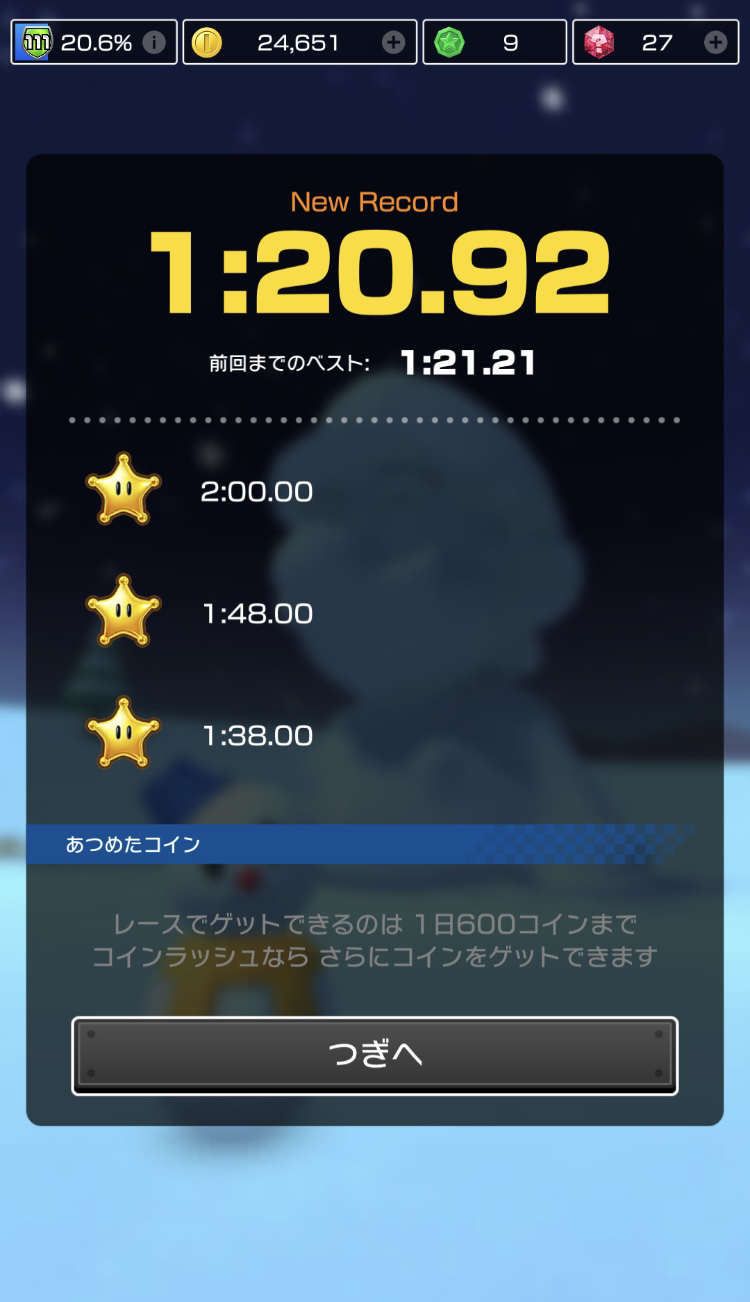 111 20.6% i 24,651 + 9 27 +
New Record
1:20.92
前回までのベスト: 1:21.21
2:00.00
1:48.00
1:38.00
あつめたコイン
レースでゲットできるのは 1日600コインまで
コインラッシュなら さらにコインをゲットできます
つぎへ